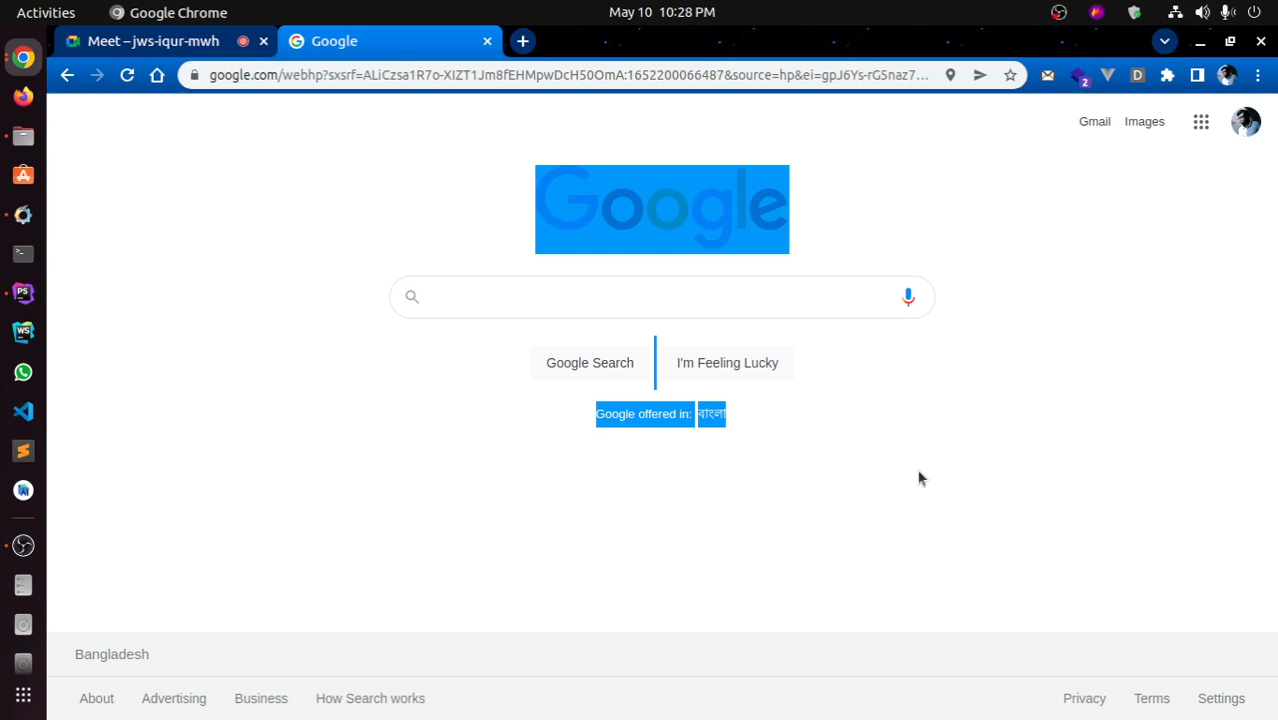 Activities
Google Chrome
May 10 10:28 PM
Meet – jws-iqur-mwh
Google
google.com/webhp?sxsrf=ALiCzsa1R7o-XIZT1Jm8fEHMpwDcH50OmA:1652200066487&source=hp&ei=gpJ6Ys-rG5naz7...
2
Gmail
Images
Google
Google Search
I'm Feeling Lucky
Google offered in: বাংলা
Bangladesh
About
Advertising
Business
How Search works
Privacy
Terms
Settings